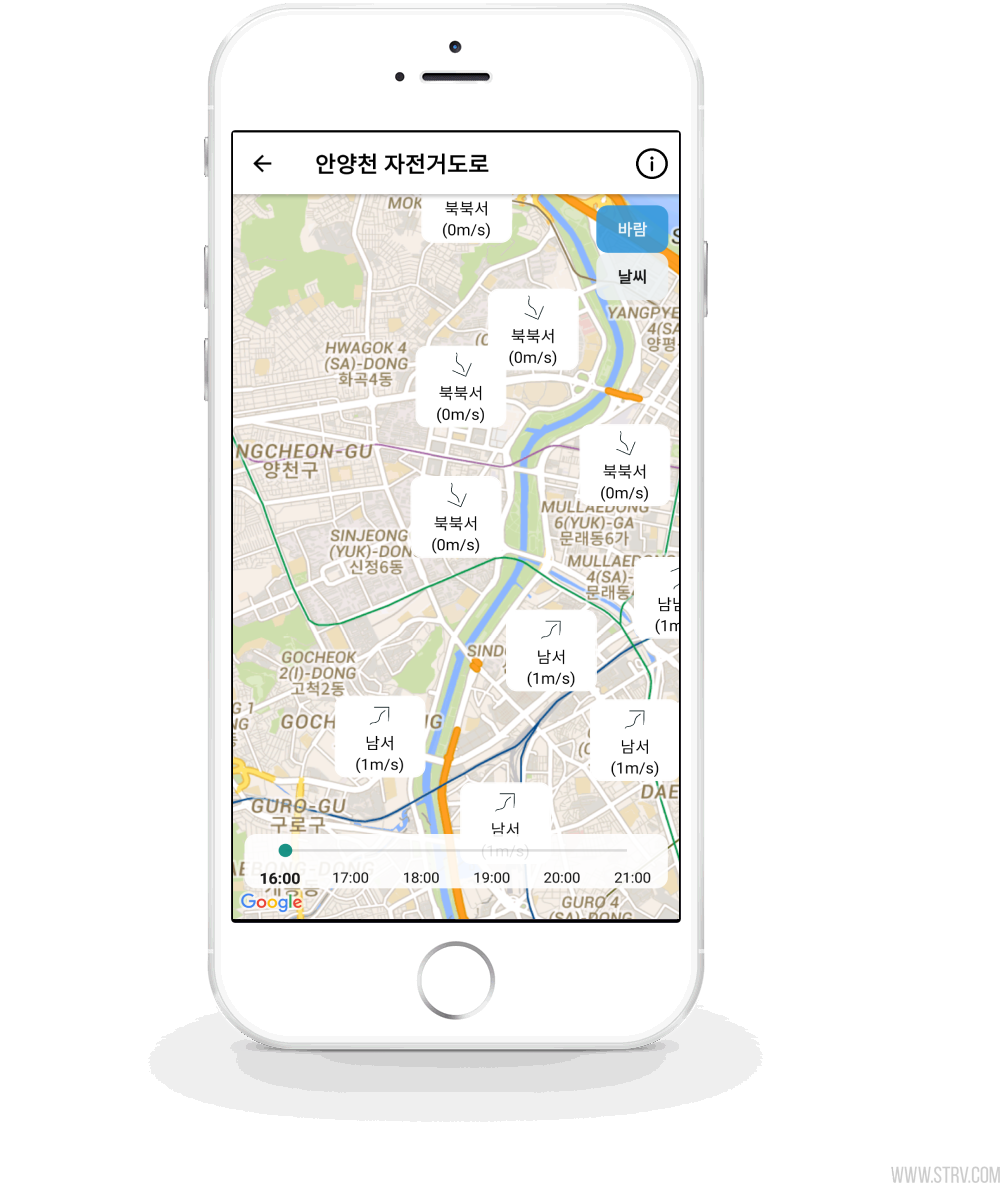 안양천 자전거도로
MOK
북북서
(0m/s)
바람
날씨
S
북북서
(0m/s)
YANGPYE
4(SA
양평
HWAGOK 4
(SA)-DONG
화곡4동
북북서
(0m/s)
NGCHEON-GU
양천구
북북서
(0m/s)
북북서
(0m/s)
MULLAEDONG
6(YUK)-GA
문래동6가
SINJEONG
(YUK)-DON
신정6동
MULLAEDO
4(SA)-
문래동
남남
(1m
남서
(1m/s)
SIND
GOCHEOK
2(I)-DONG
고척2동
G 1
NG
GOCH
NG
남서
(1m/s)
남서
(1m/s)
DAE
GURO-GU
구로구
남서
(1m/s)
AEBONG-DONG
16:00 17:00 18:00 19:00 20:00 21:00
Google
GURO 4
(SA)-DONG
WWW.STRV.COM